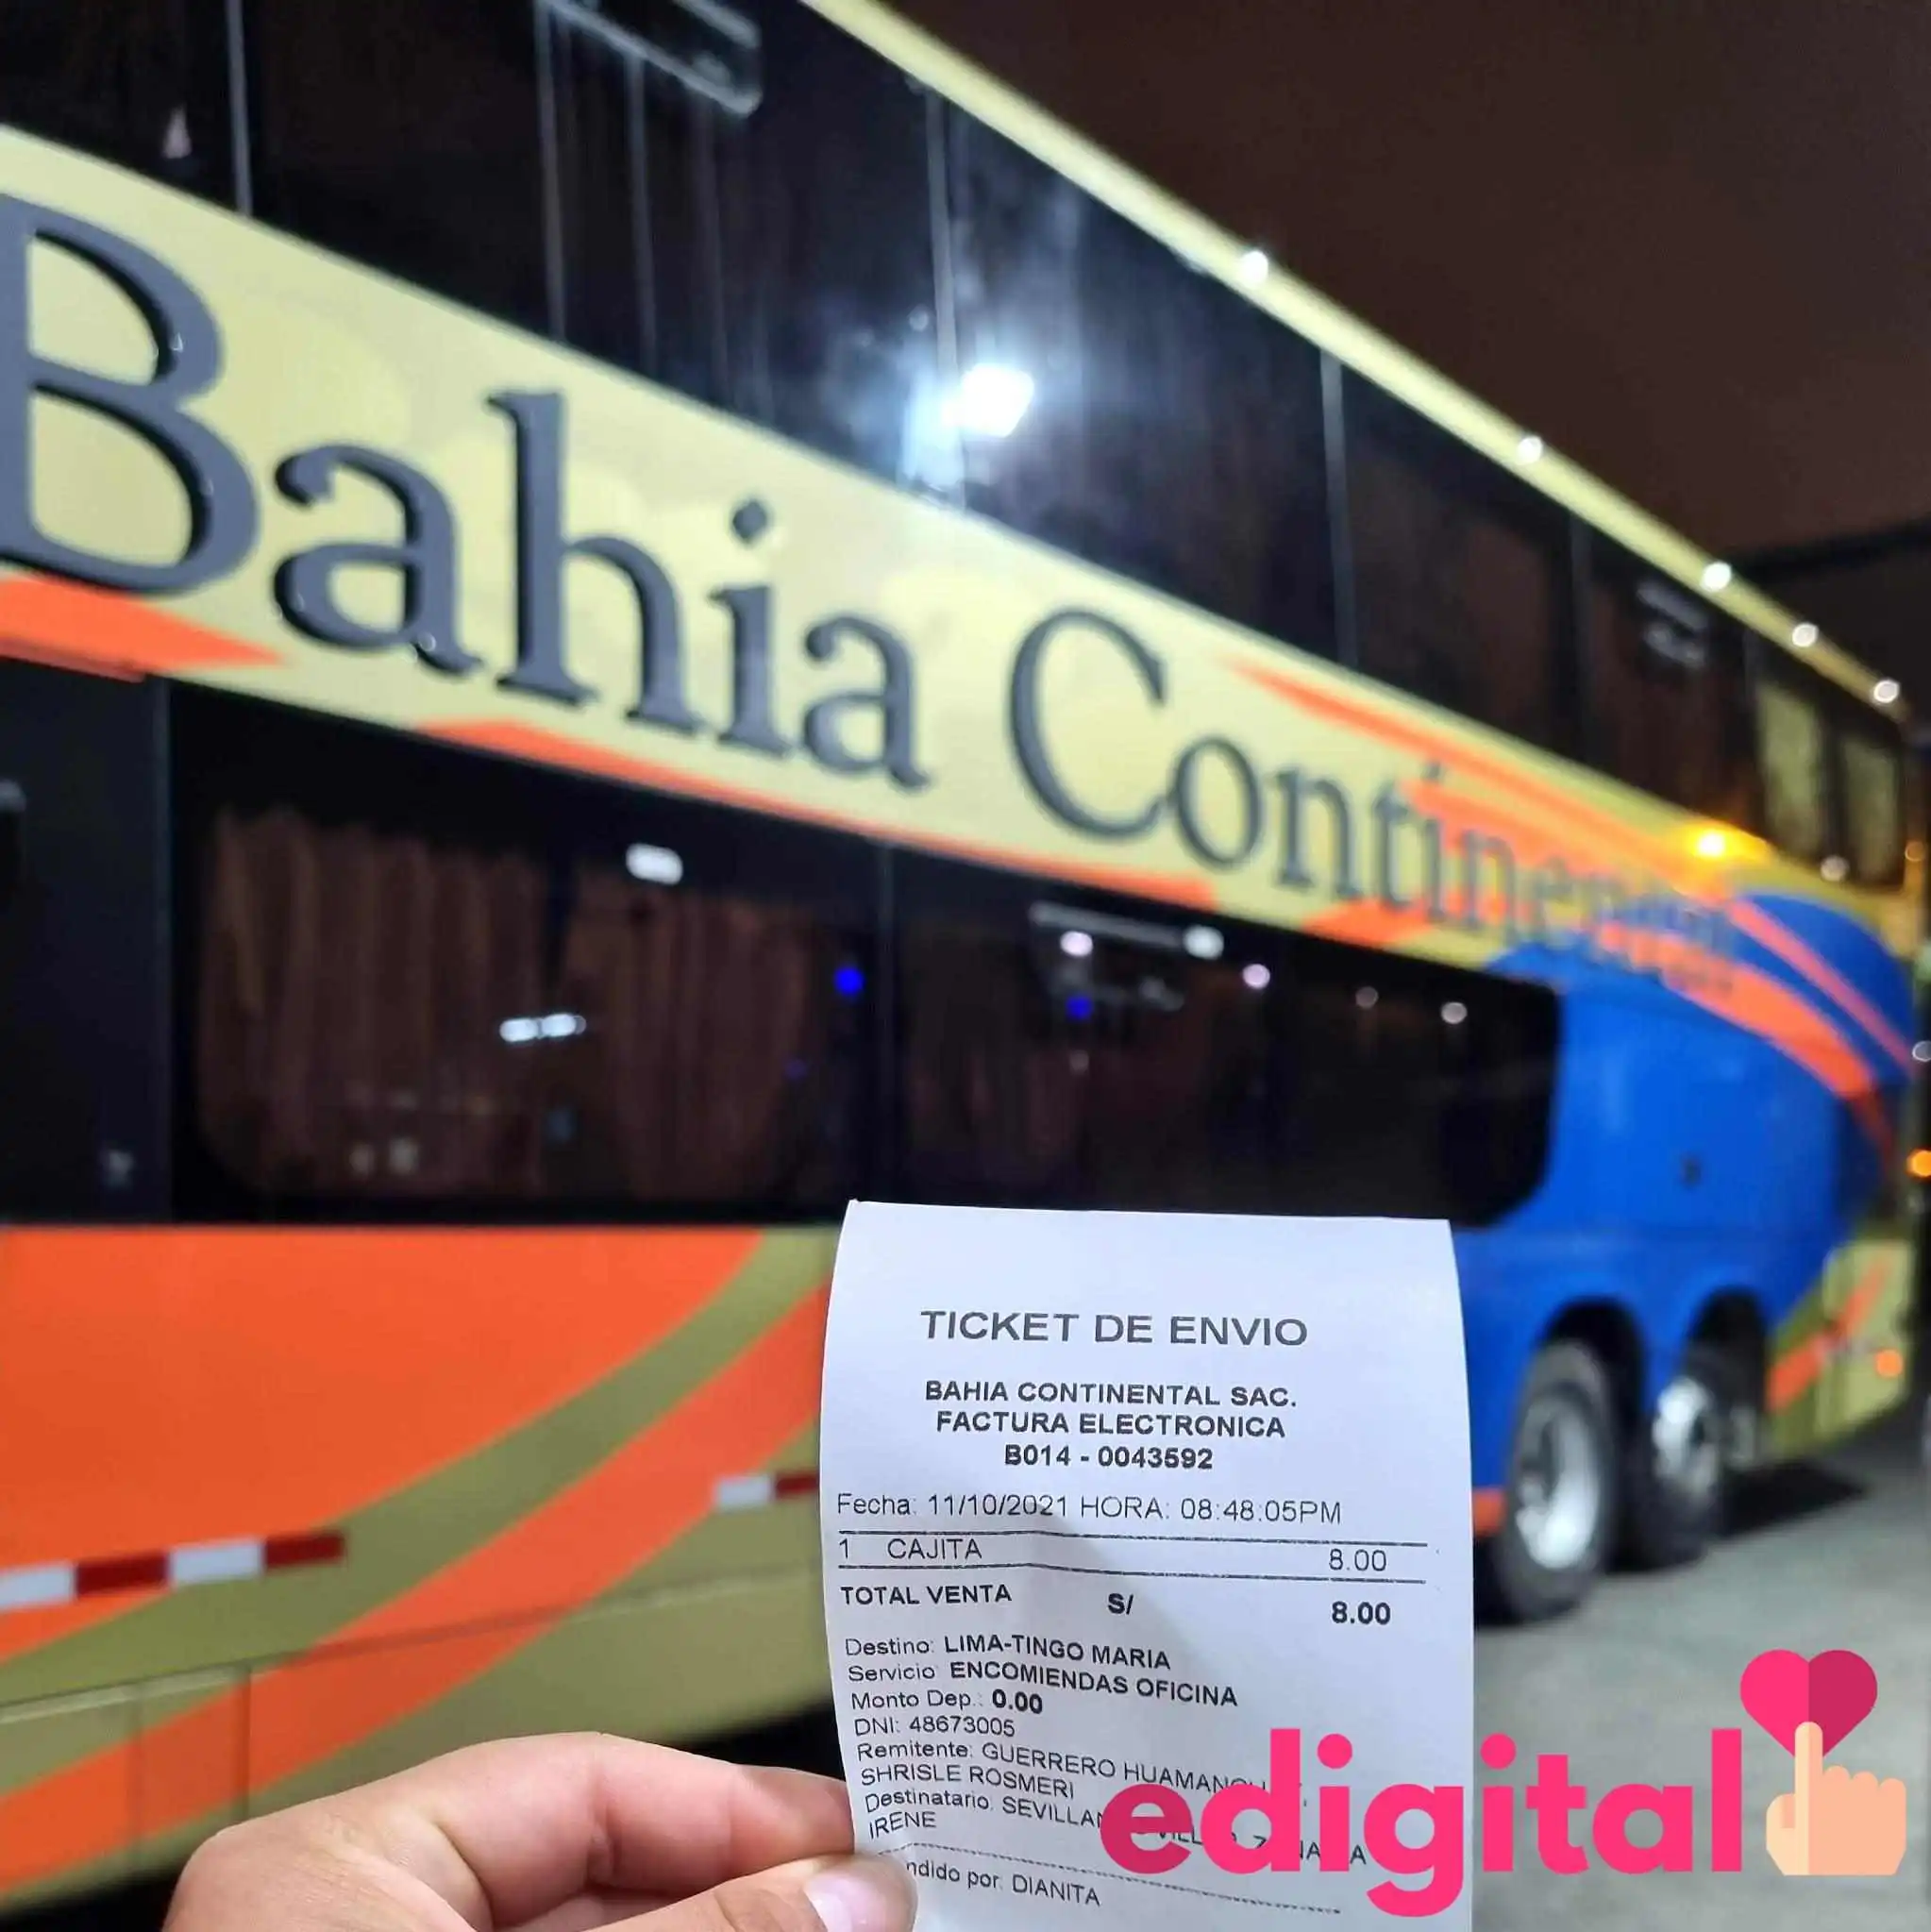 Bahia Continental
TICKET DE ENVIO
BAHIA CONTINENTAL SAC.
FACTURA ELECTRONICA
B014 - 0043592
Fecha: 11/10/2021 HORA: 08:48:05PM
1 CAJITA 8.00
TOTAL VENTA S/ 8.00
Destino: LIMA-TINGO MARIA
Servicio: ENCOMIENDAS OFICINA
Monto Dep.: 0.00
DNI: 48673005
Remitente: GUERRERO
SHRISLE ROSMERI
Destinatario:
IRENE
por: DIANITA
edigital